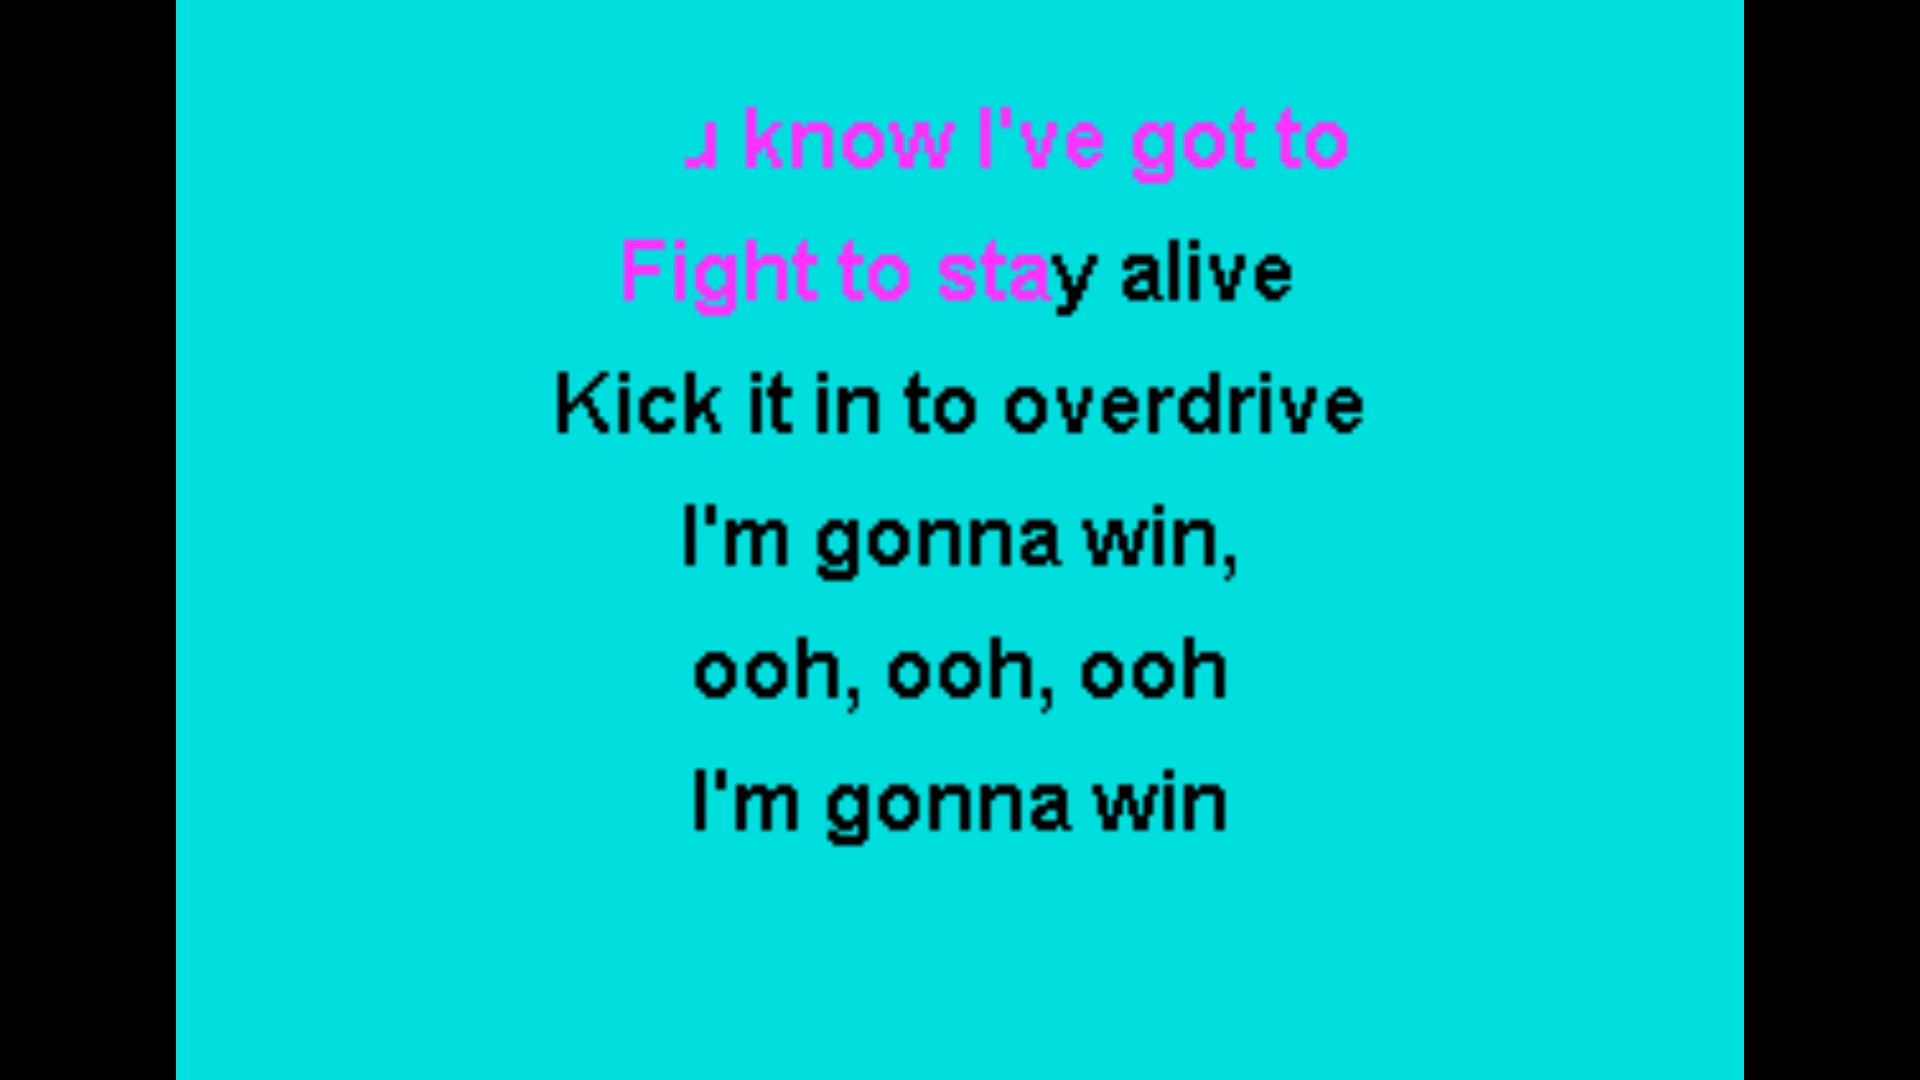 know I've got to
Fight to stay alive
Kick it in to overdrive
I'm gonna win,
ooh, ooh, ooh
I'm gonna win